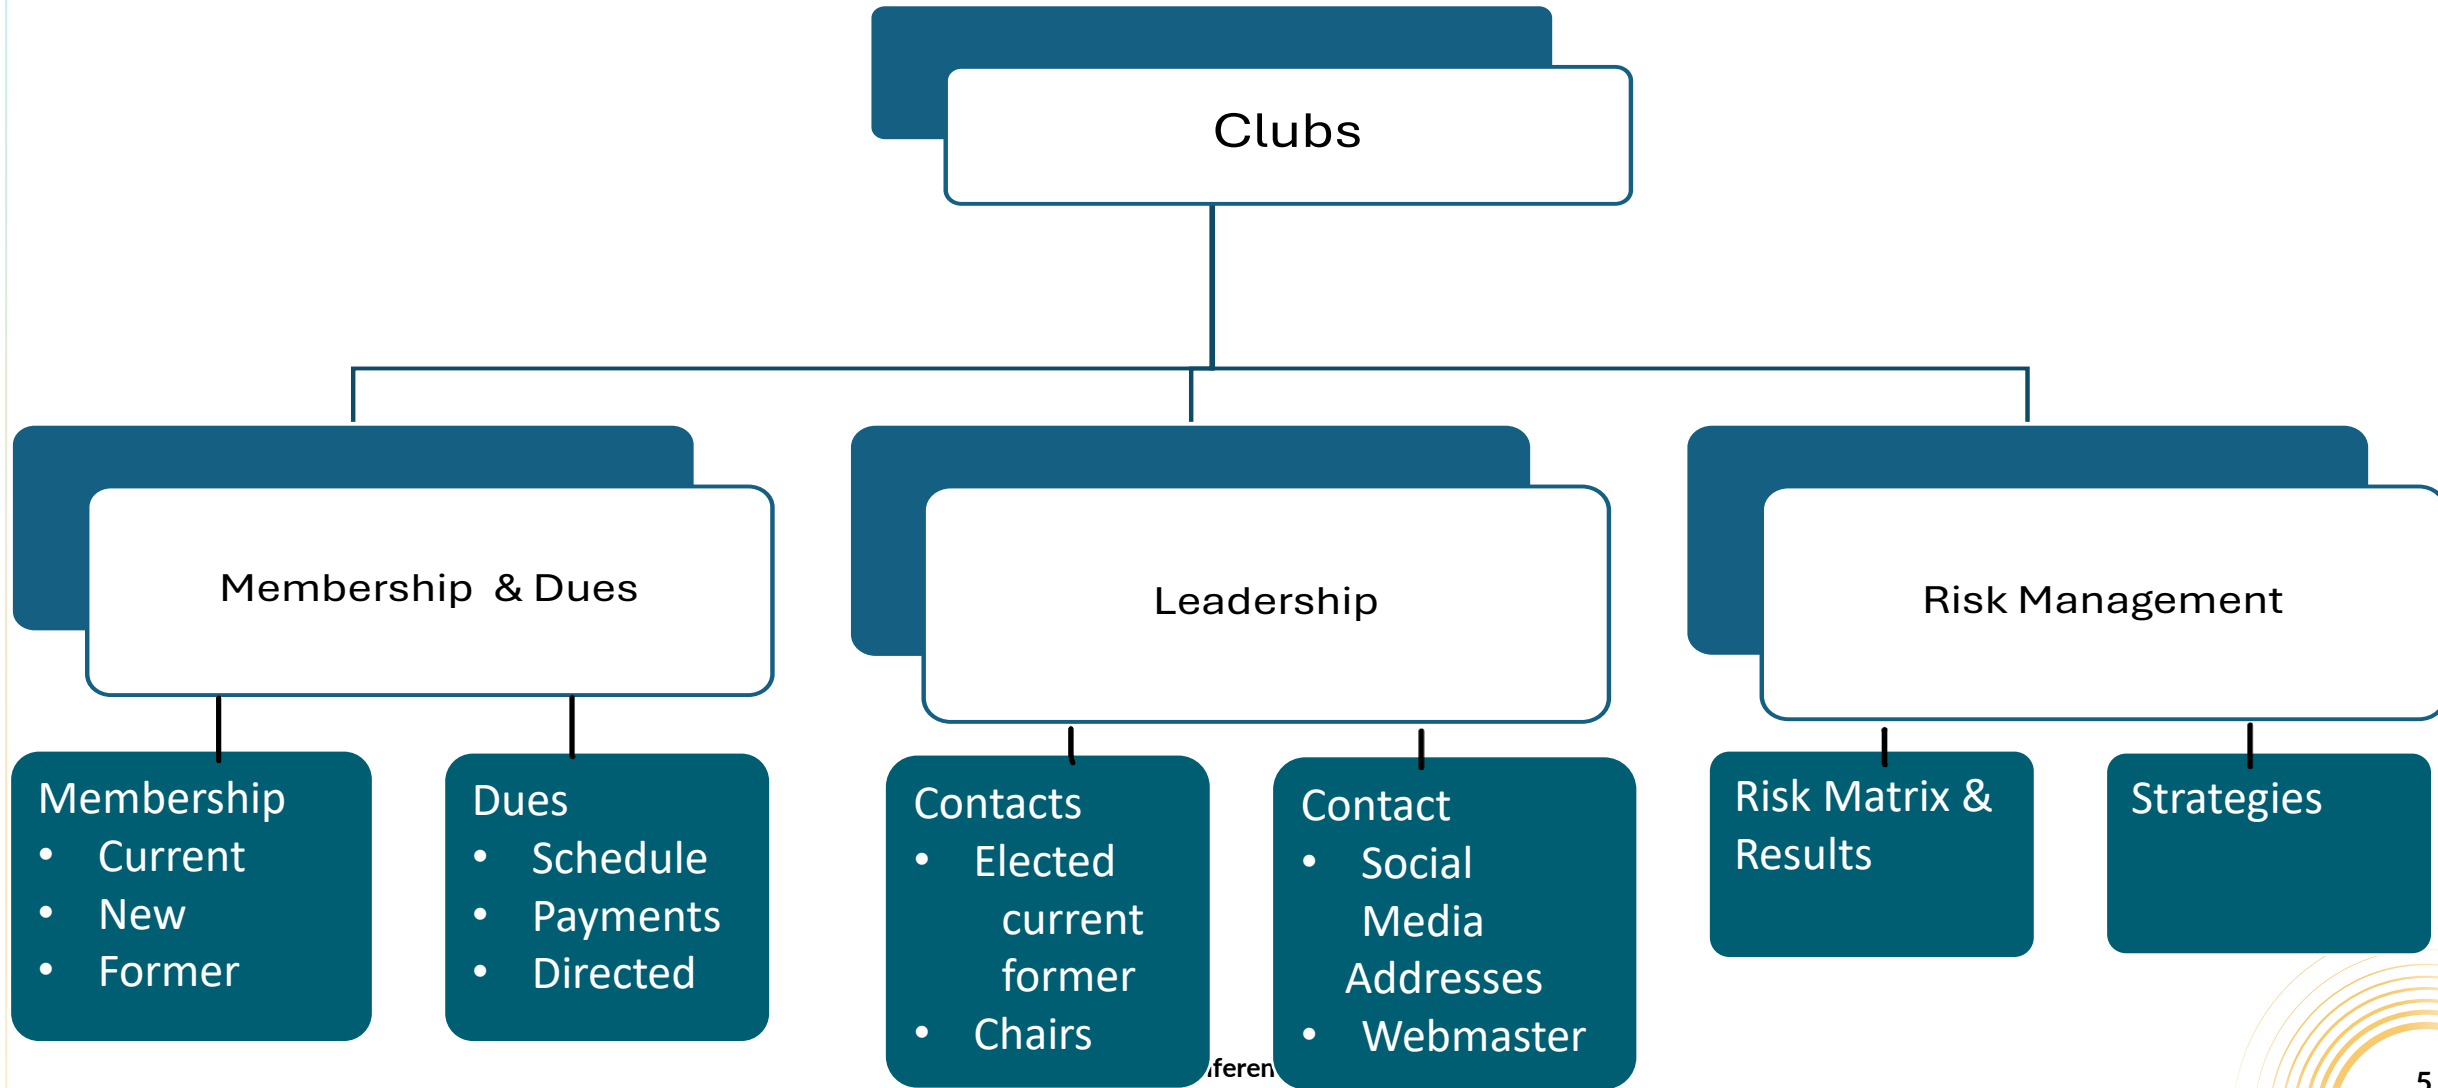 Clubs
Membership & Dues
Leadership
Risk Management
Membership
• Current
• New
• Former
Dues
• Schedule
• Payments
• Directed
Contacts
• Elected
current
former
• Chairs
Contact
• Social
Media
Addresses
• Webmaster
Risk Matrix &
Results
Strategies
5